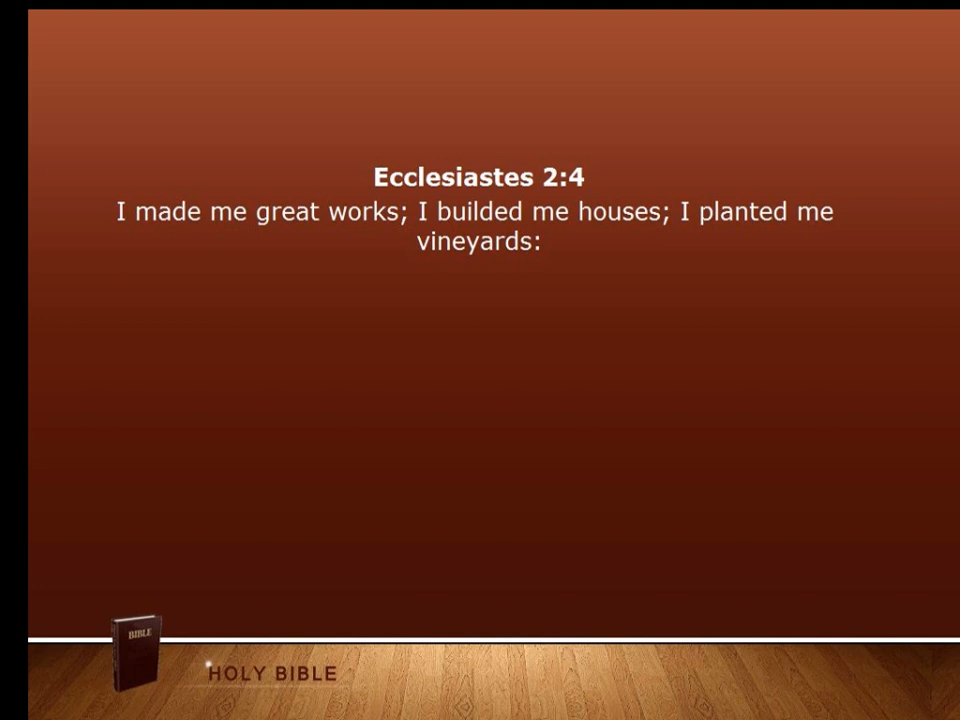 Ecclesiastes 2:4
I made me great works; I builded me houses; I planted me
vineyards:
BIBLE
HOLY BIBLE